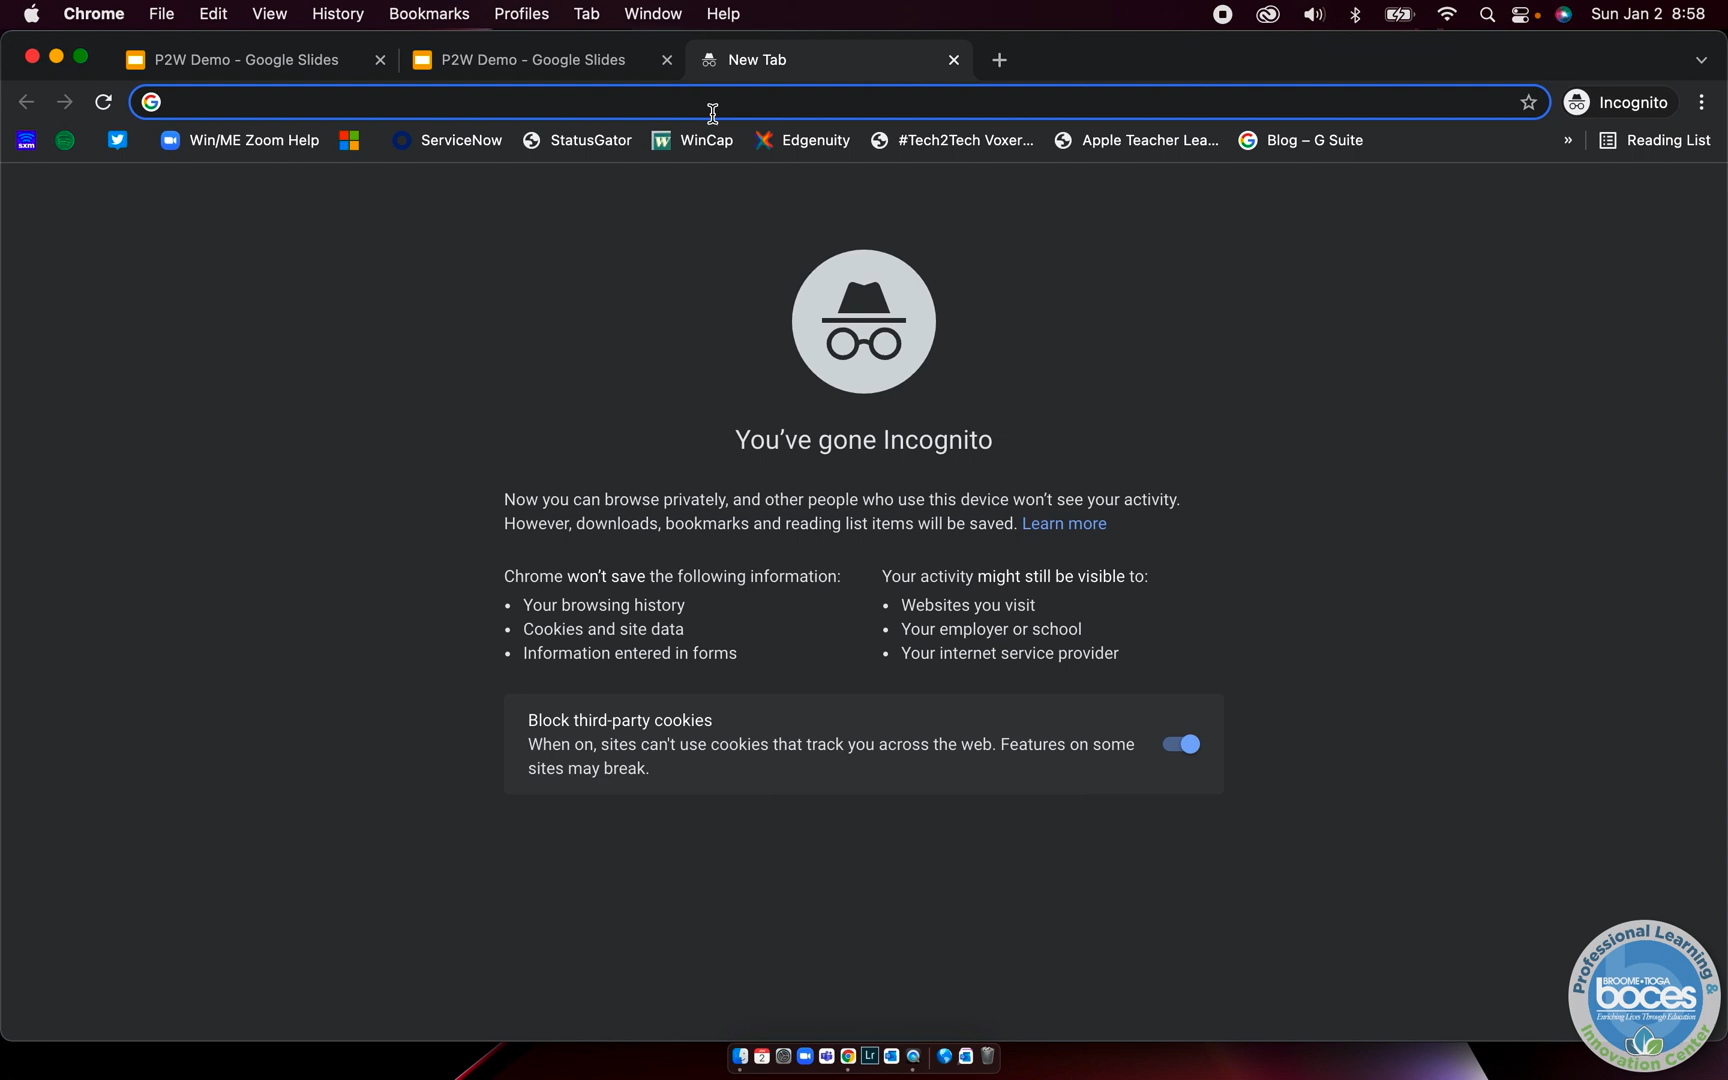 Chrome File Edit View History Bookmarks Profiles Tab Window Help Sun Jan 2 8:58
P2W Demo - Google Slides P2W Demo - Google Slides New Tab
Incognito
sxm Win/ME Zoom Help ServiceNow StatusGator WinCap Edgenuity #Tech2Tech Voxer... Apple Teacher Lea... Blog – G Suite » Reading List
You've gone Incognito
Now you can browse privately, and other people who use this device won't see your activity.
However, downloads, bookmarks and reading list items will be saved. Learn more
Chrome won't save the following information:
• Your browsing history
• Cookies and site data
• Information entered in forms
Your activity might still be visible to:
• Websites you visit
• Your employer or school
• Your internet service provider
Block third-party cookies
When on, sites can't use cookies that track you across the web. Features on some
sites may break.
Professional Learning &
BROOME•TIOGA
boces
Enriching Lives Through Education
Innovation Center
2
Lr